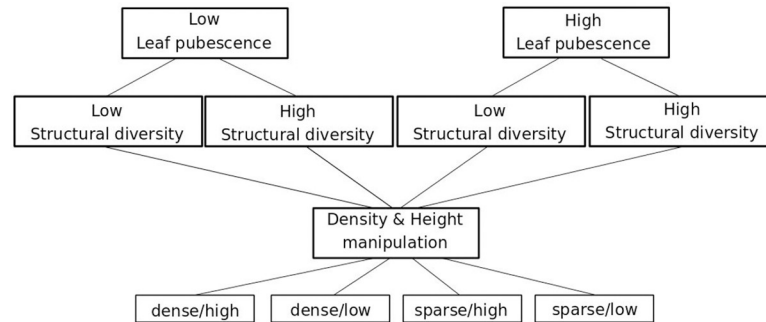 Low
Leaf pubescence
High
Leaf pubescence
Low
Structural diversity
High
Structural diversity
Low
Structural diversity
High
Structural diversity
Density & Height
manipulation
dense/high
dense/low
sparse/high
sparse/low